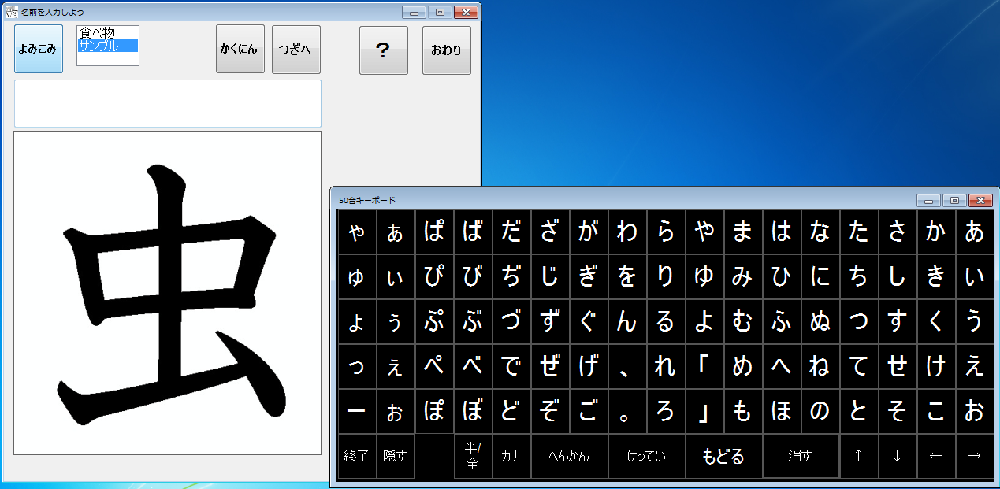 名前を入力しよう
よみこみ
食べ物
サンプル
かくにん
つぎへ
?
おわり
虫
50音キーボード
ゃ ぁ ぱ ば だ ざ が わ ら や ま は な た さ か あ
ゅ ぃ ぴ び ぢ じ ぎ を り ゆ み ひ に ち し き い
ょ ぅ ぷ ぶ づ ず ぐ ん る よ む ふ ぬ つ す く う
っ ぇ ぺ べ で ぜ げ 、 れ 「 め へ ね て せ け え
ー ぉ ぽ ぼ ど ぞ ご 。 ろ 」 も ほ の と そ こ お
終了 隠す 半/全 カナ へんかん けってい もどる 消す ↑ ↓ ← →